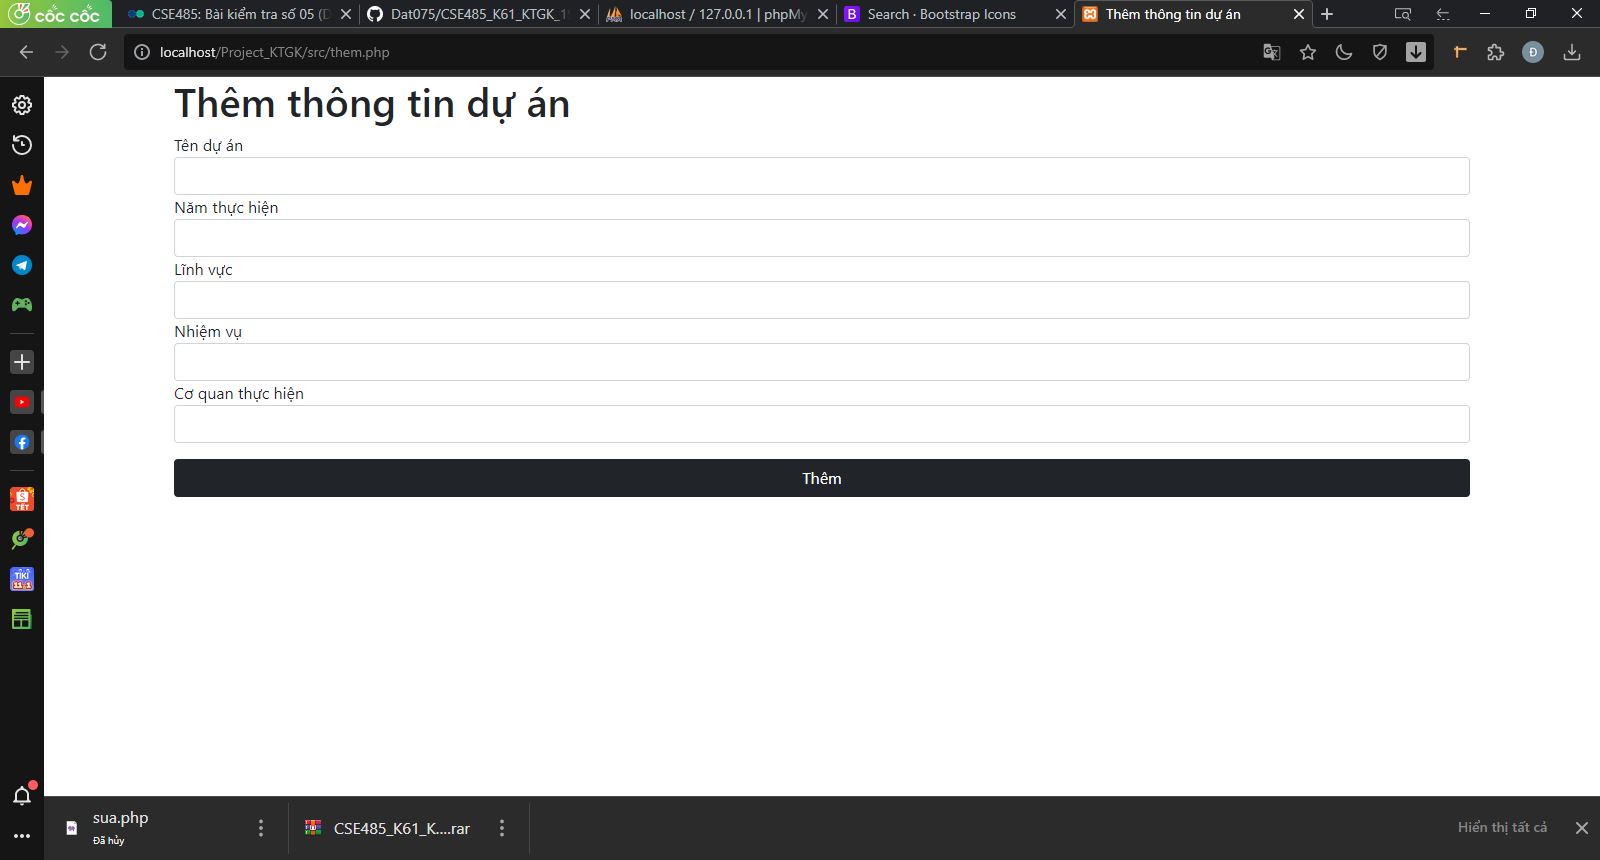 cốc cốc
CSE485: Bài kiểm tra số 05 (Đ
Dat075/CSE485_K61_KTGK_1
localhost / 127.0.0.1 | phpMy
Search · Bootstrap Icons
Thêm thông tin dự án
localhost/Project_KTGK/src/them.php
Đ
Thêm thông tin dự án
Tên dự án
Năm thực hiện
Lĩnh vực
Nhiệm vụ
Cơ quan thực hiện
Thêm
TẾT
TIKI
sua.php
Đã hủy
CSE485_K61_K....rar
Hiển thị tất cả